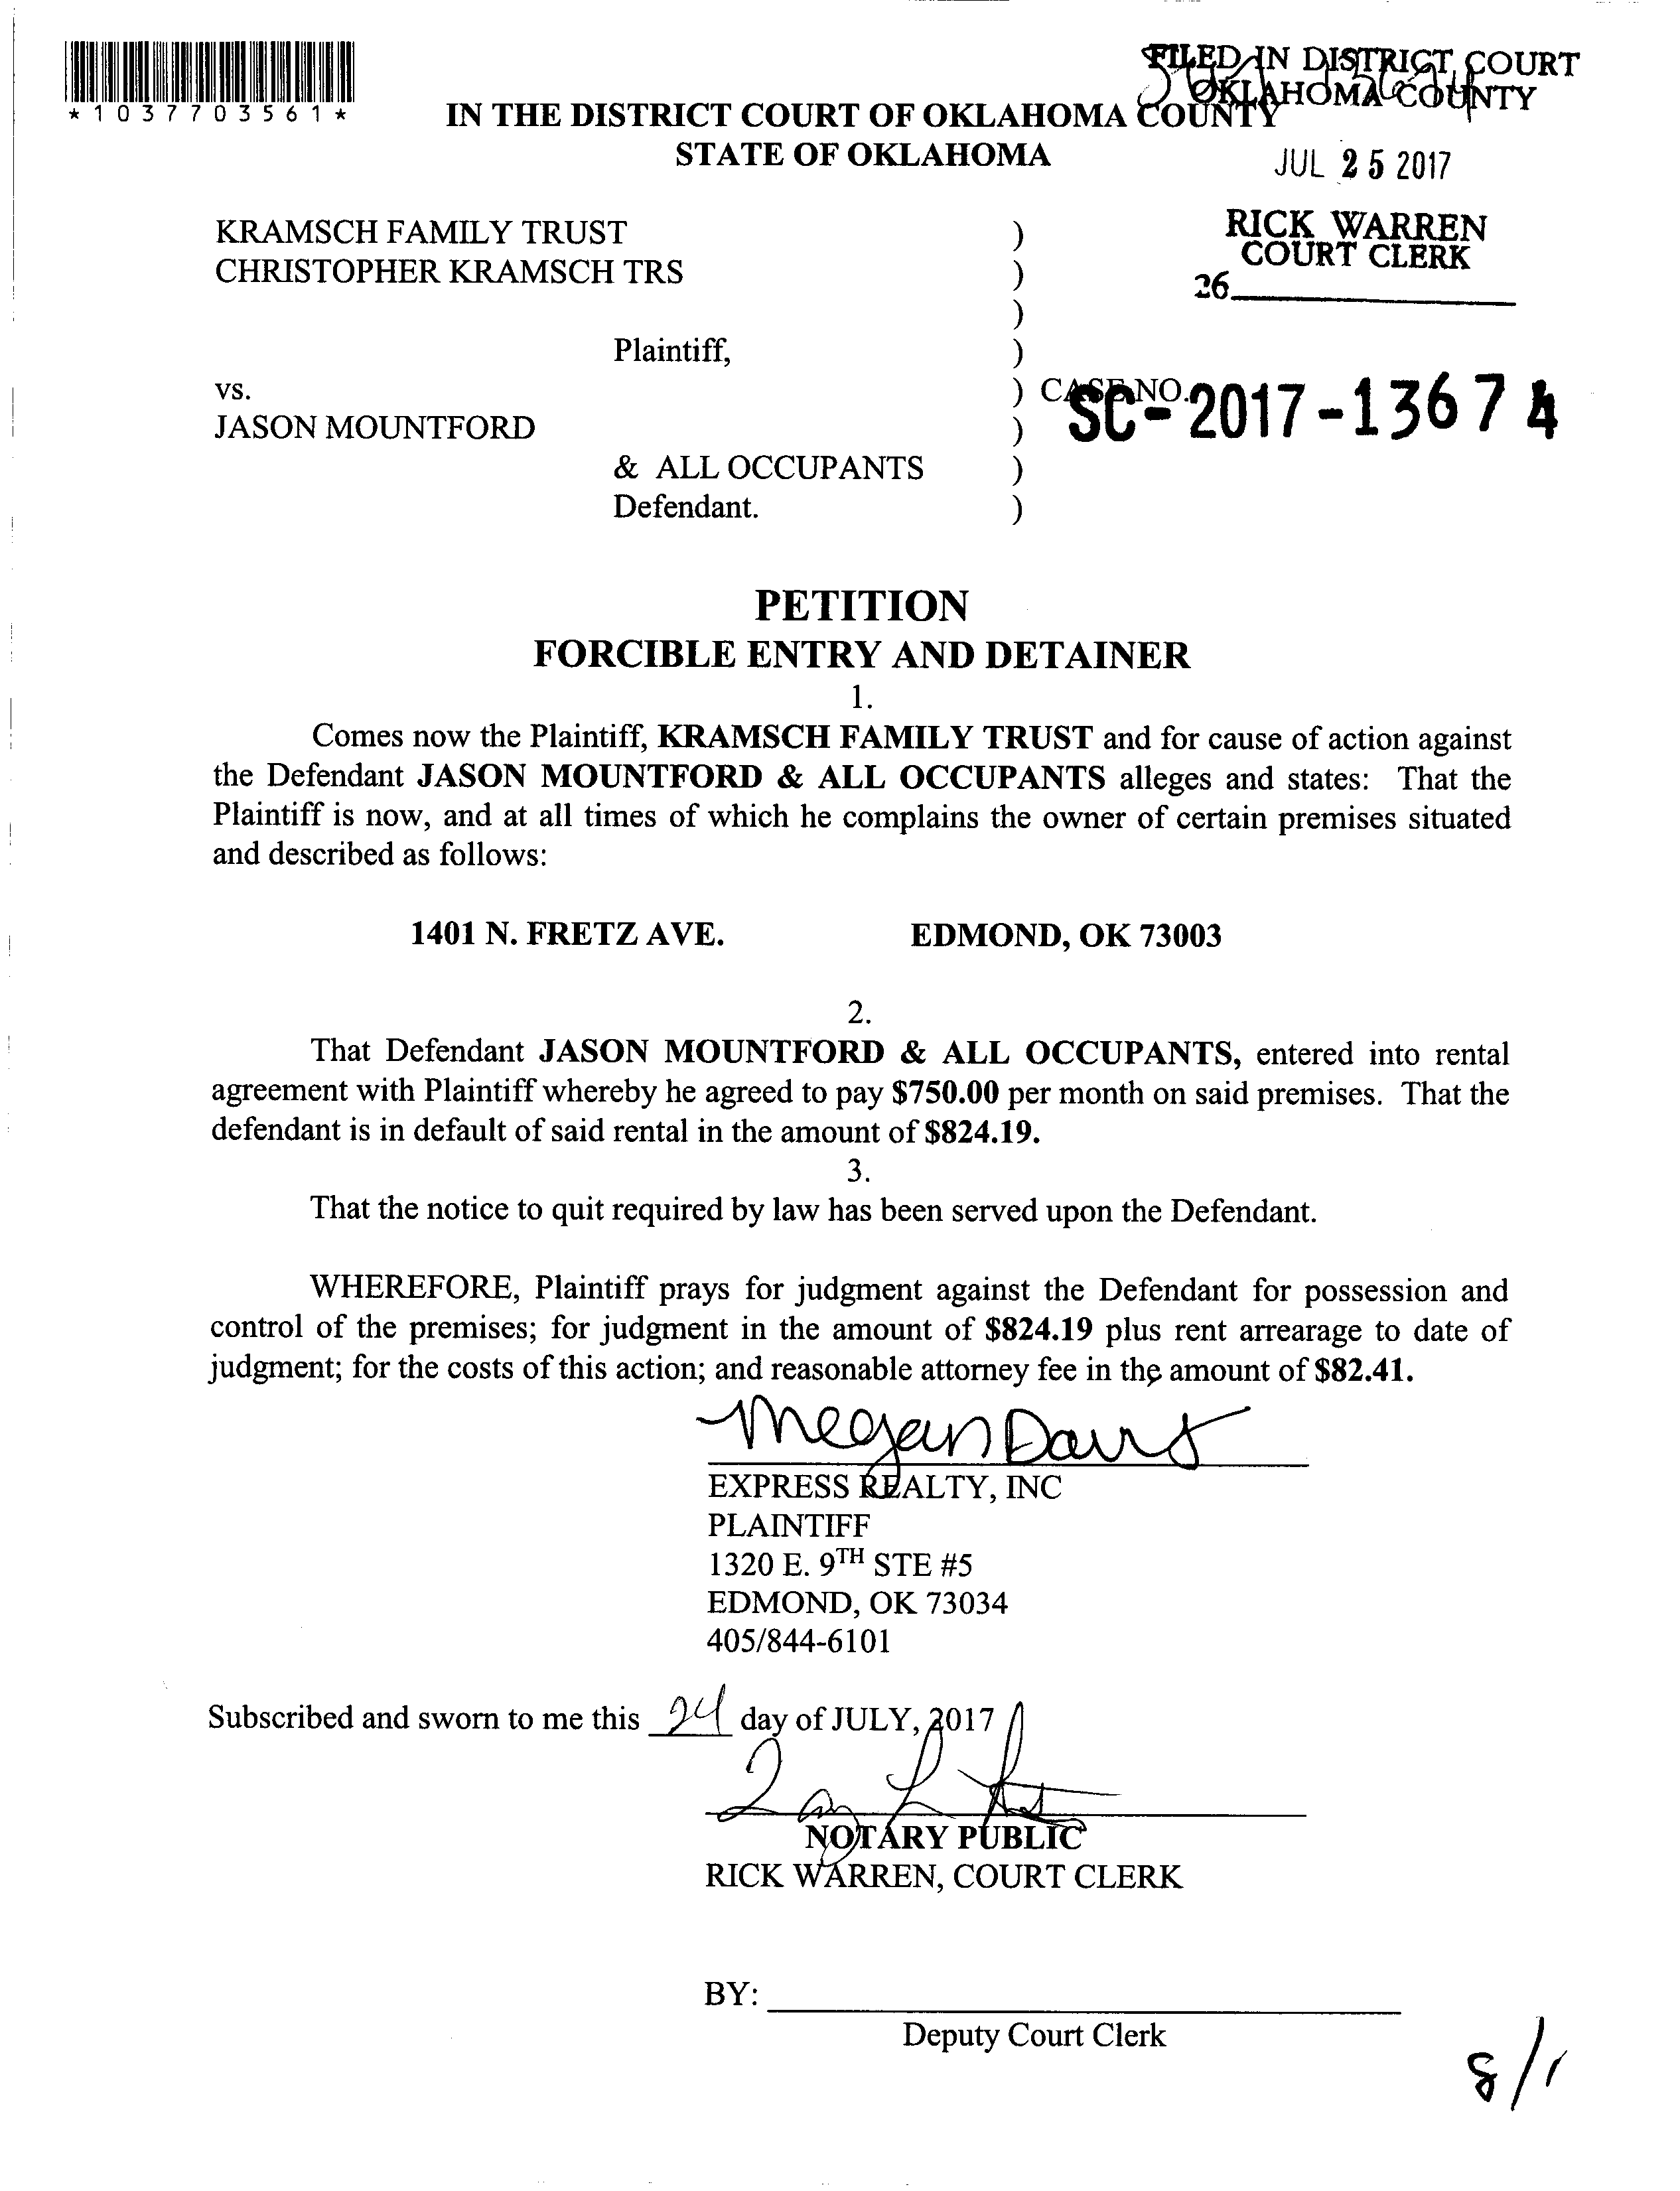 *1037703561*
FILED IN DISTRICT COURT
OKLAHOMA COUNTY
IN THE DISTRICT COURT OF OKLAHOMA COUNTY
STATE OF OKLAHOMA
JUL 25 2017
RICK WARREN
COURT CLERK
26
KRAMSCH FAMILY TRUST )
CHRISTOPHER KRAMSCH TRS )
)
Plaintiff, )
vs. ) CASE NO. SC-2017-13674
JASON MOUNTFORD )
& ALL OCCUPANTS )
Defendant. )
PETITION
FORCIBLE ENTRY AND DETAINER
1.
Comes now the Plaintiff, KRAMSCH FAMILY TRUST and for cause of action against
the Defendant JASON MOUNTFORD & ALL OCCUPANTS alleges and states: That the
Plaintiff is now, and at all times of which he complains the owner of certain premises situated
and described as follows:
1401 N. FRETZ AVE. EDMOND, OK 73003
2.
That Defendant JASON MOUNTFORD & ALL OCCUPANTS, entered into rental
agreement with Plaintiff whereby he agreed to pay $750.00 per month on said premises. That the
defendant is in default of said rental in the amount of $824.19.
3.
That the notice to quit required by law has been served upon the Defendant.
WHEREFORE, Plaintiff prays for judgment against the Defendant for possession and
control of the premises; for judgment in the amount of $824.19 plus rent arrearage to date of
judgment; for the costs of this action; and reasonable attorney fee in the amount of $82.41.
Megan Davis
EXPRESS REALTY, INC
PLAINTIFF
1320 E. 9TH STE #5
EDMOND, OK 73034
405/844-6101
Subscribed and sworn to me this 24 day of JULY, 2017
NOTARY PUBLIC
RICK WARREN, COURT CLERK
BY:
Deputy Court Clerk
8/1